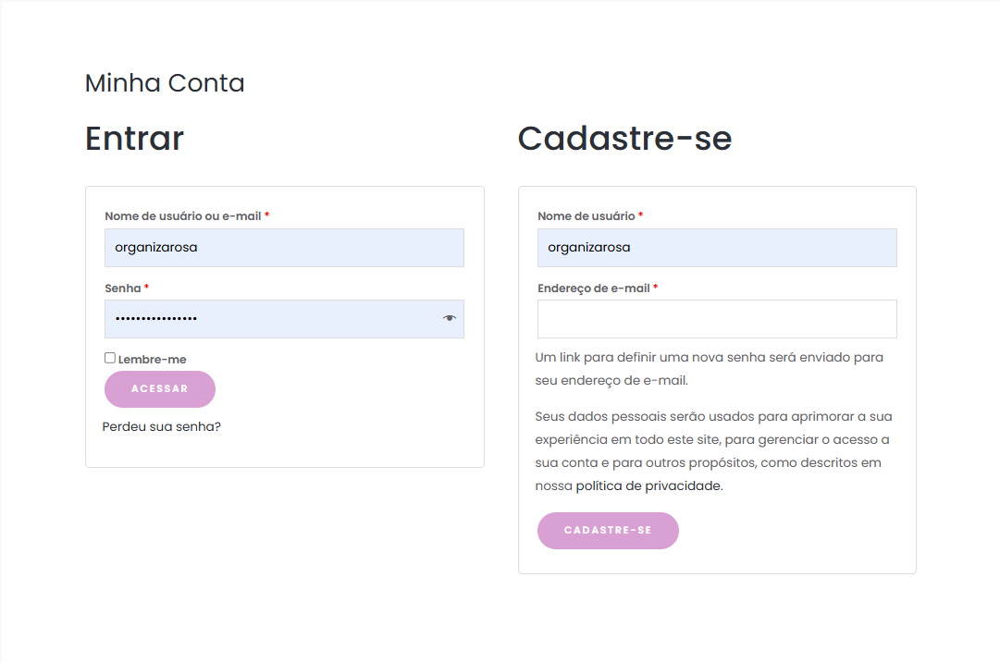 Minha Conta
Entrar
Nome de usuário ou e-mail *
organizarosa
Senha *
••••••••••••••••
Lembre-me
ACESSAR
Perdeu sua senha?
Cadastre-se
Nome de usuário *
organizarosa
Endereço de e-mail *
Um link para definir uma nova senha será enviado para
seu endereço de e-mail.
Seus dados pessoais serão usados para aprimorar a sua
experiência em todo este site, para gerenciar o acesso a
sua conta e para outros propósitos, como descritos em
nossa política de privacidade.
CADASTRE-SE